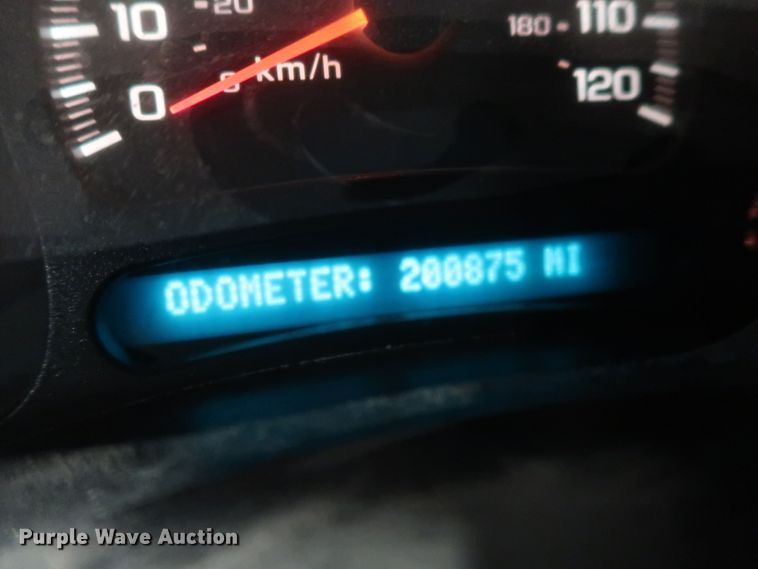 10 20 180 110
0 km/h 120
ODOMETER: 200875 MI
Purple Wave Auction